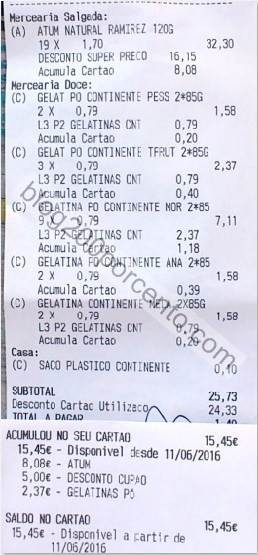 Mercearia Salgada:
(A) ATUM NATURAL RAMIREZ 120G
19 X 1,70 32,30
DESCONTO SUPER PRECO 16,15
Acumula Cartao 8,08
Mercearia Doce:
(C) GELAT PO CONTINENTE PESS 2*85G
2 X 0,79 1,58
L3 P2 GELATINAS CNT 0,79
Acumula Cartao 0,20
(C) GELAT PO CONTINENTE TFRUT 2*85G
3 X 0,79 2,37
L3 P2 GELATINAS CNT 0,79
Acumula Cartao 0,40
(C) GELATINA PO CONTINENTE MOR 2*85
9 X 0,79 7,11
L3 P2 GELATINAS CNT 2,37
Acumula Cartao 1,18
(C) GELATINA PO CONTINENTE ANA 2*85
2 X 0,79 1,58
Acumula Cartao 0,39
(C) GELATINA CONTINENTE 2X85G
2 X 0,79 1,58
L3 P2 GELATINAS CNT 0,79
Acumula Cartao 0,20
Casa:
(C) SACO PLASTICO CONTINENTE 0,10
SUBTOTAL 25,73
Desconto Cartao Utilizado 24,33
TOTAL A PAGAR 1,40
ACUMULOU NO SEU CARTAO 15,45€
15,45€ - Disponivel desde 11/06/2016
8,08€ - ATUM
5,00€ - DESCONTO CUPAO
2,37€ - GELATINAS PO
SALDO NO CARTAO 15,45€
15,45€ - Disponivel a partir de
11/06/2016
blog200porcento.com